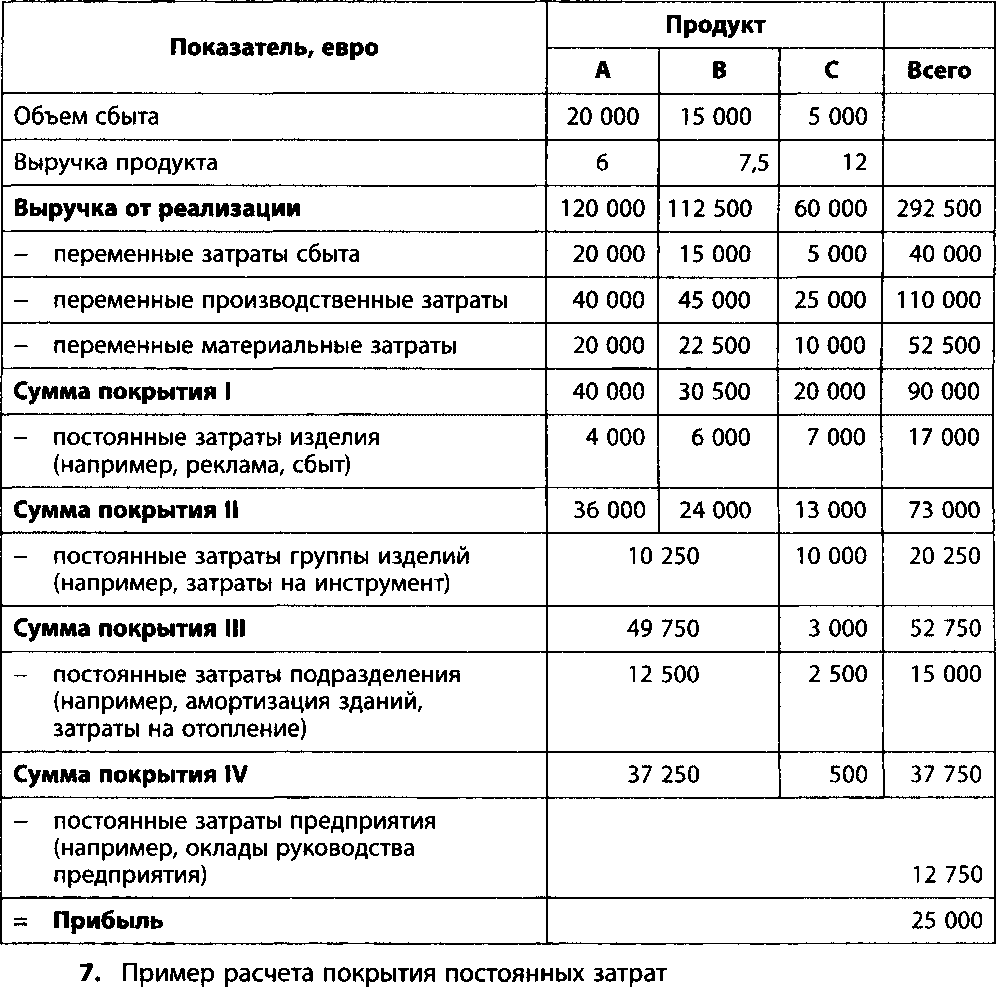 Показатель, евро Продукт
A B C Всего
Объем сбыта 20 000 15 000 5 000
Выручка продукта 6 7,5 12
Выручка от реализации 120 000 112 500 60 000 292 500
– переменные затраты сбыта 20 000 15 000 5 000 40 000
– переменные производственные затраты 40 000 45 000 25 000 110 000
– переменные материальные затраты 20 000 22 500 10 000 52 500
Сумма покрытия I 40 000 30 500 20 000 90 000
– постоянные затраты изделия 4 000 6 000 7 000 17 000
(например, реклама, сбыт)
Сумма покрытия II 36 000 24 000 13 000 73 000
– постоянные затраты группы изделий 10 250 10 000 20 250
(например, затраты на инструмент)
Сумма покрытия III 49 750 3 000 52 750
– постоянные затраты подразделения 12 500 2 500 15 000
(например, амортизация зданий,
затраты на отопление)
Сумма покрытия IV 37 250 500 37 750
– постоянные затраты предприятия
(например, оклады руководства
предприятия) 12 750
= Прибыль 25 000
7. Пример расчета покрытия постоянных затрат